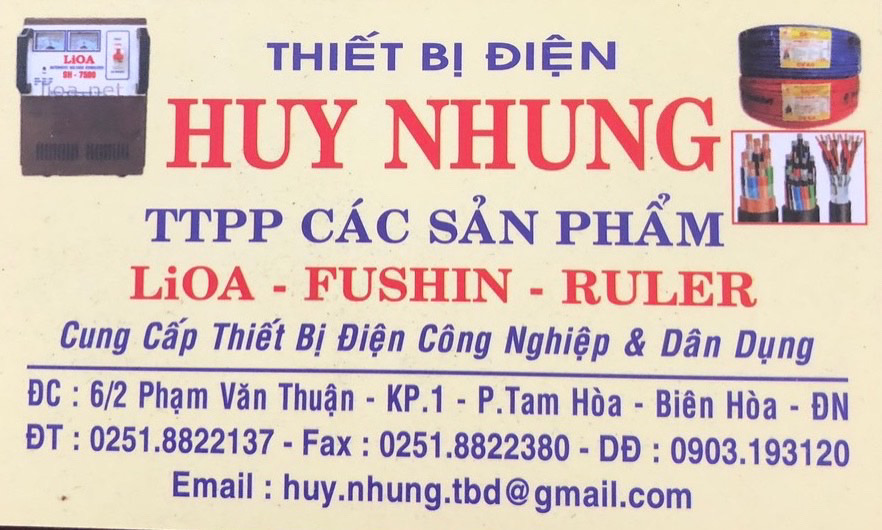 LiOA
SH - 7500
lioa.net
THIẾT BỊ ĐIỆN
HUY NHUNG
TTPP CÁC SẢN PHẨM
LiOA - FUSHIN - RULER
Cung Cấp Thiết Bị Điện Công Nghiệp & Dân Dụng
ĐC : 6/2 Phạm Văn Thuận - KP.1 - P.Tam Hòa - Biên Hòa - ĐN
ĐT : 0251.8822137 - Fax : 0251.8822380 - DĐ : 0903.193120
Email : huy.nhung.tbd@gmail.com